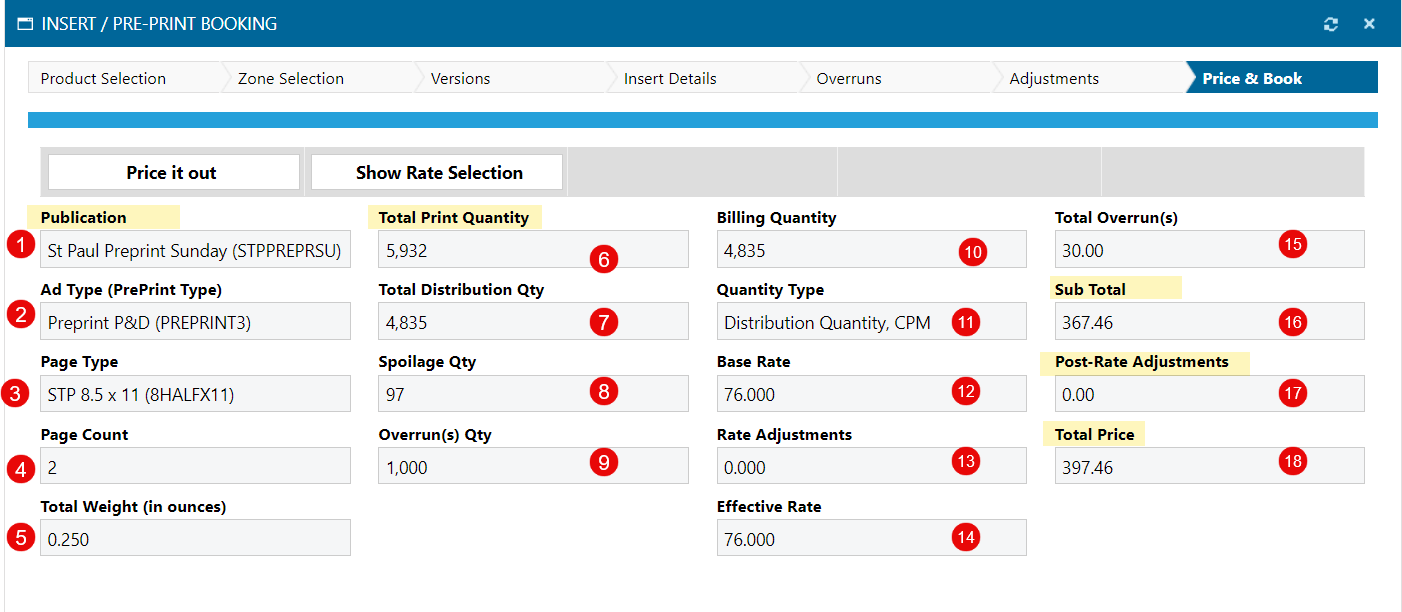 INSERT / PRE-PRINT BOOKING
Product Selection Zone Selection Versions Insert Details Overruns Adjustments Price & Book
Price it out Show Rate Selection
Publication Total Print Quantity Billing Quantity Total Overrun(s)
1 St Paul Preprint Sunday (STPPREPRSU) 5,932 6 4,835 10 30.00 15
Ad Type (PrePrint Type) Total Distribution Qty Quantity Type Sub Total
2 Preprint P&D (PREPRINT3) 4,835 7 Distribution Quantity, CPM 11 367.46 16
Page Type Spoilage Qty Base Rate Post-Rate Adjustments
3 STP 8.5 x 11 (8HALFX11) 97 8 76.000 12 0.00 17
Page Count Overrun(s) Qty Rate Adjustments Total Price
4 2 1,000 9 0.000 13 397.46 18
Total Weight (in ounces) Effective Rate
5 0.250 76.000 14